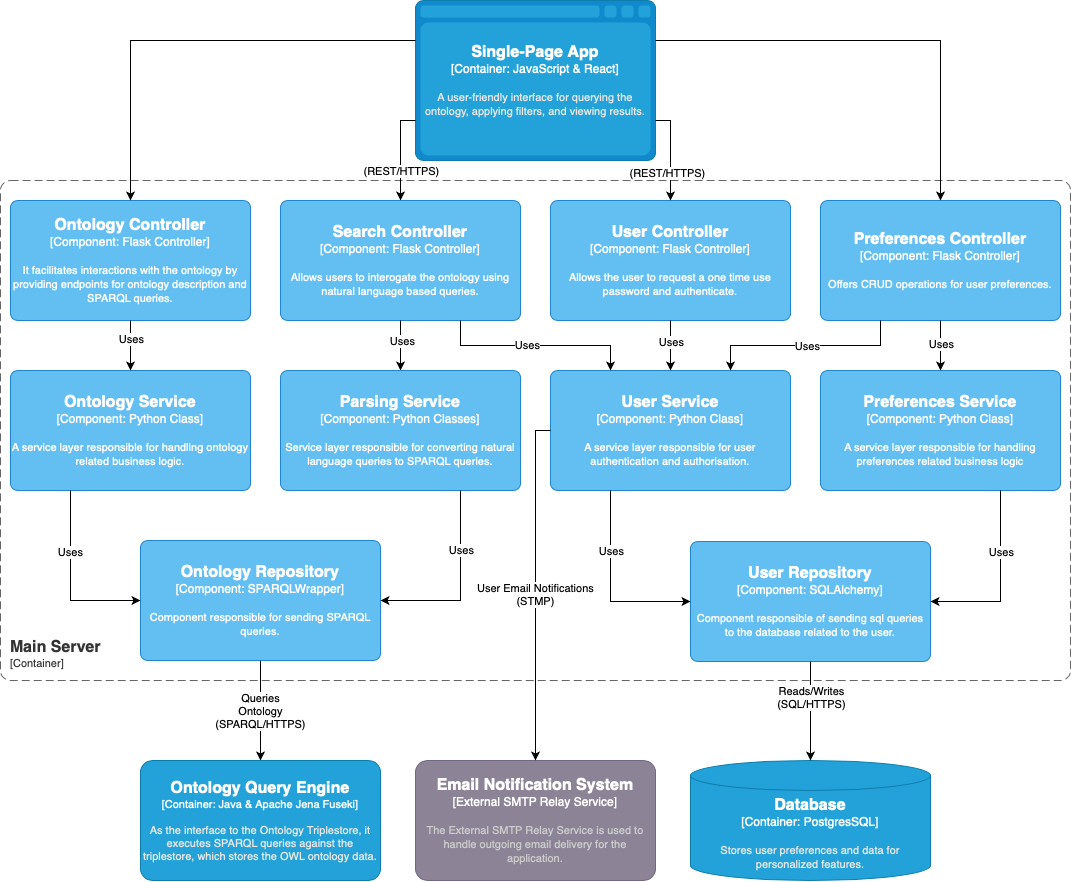 Single-Page App
[Container: JavaScript & React]
A user-friendly interface for querying the
ontology, applying filters, and viewing results.
(REST/HTTPS)
(REST/HTTPS)
Ontology Controller
[Component: Flask Controller]
It facilitates interactions with the ontology by
providing endpoints for ontology description and
SPARQL queries.
Search Controller
[Component: Flask Controller]
Allows users to interogate the ontology using
natural language based queries.
User Controller
[Component: Flask Controller]
Allows the user to request a one time use
password and authenticate.
Preferences Controller
[Component: Flask Controller]
Offers CRUD operations for user preferences.
Uses
Uses
Uses
Uses
Uses
Uses
Ontology Service
[Component: Python Class]
A service layer responsible for handling ontology
related business logic.
Parsing Service
[Component: Python Classes]
Service layer responsible for converting natural
language queries to SPARQL queries.
User Service
[Component: Python Class]
A service layer responsible for user
authentication and authorisation.
Preferences Service
[Component: Python Class]
A service layer responsible for handling
preferences related business logic
Uses
Uses
Uses
Uses
Ontology Repository
[Component: SPARQLWrapper]
Component responsible for sending SPARQL
queries.
User Email Notifications
(STMP)
User Repository
[Component: SQLAlchemy]
Component responsible of sending sql queries
to the database related to the user.
Main Server
[Container]
Queries
Ontology
(SPARQL/HTTPS)
Reads/Writes
(SQL/HTTPS)
Ontology Query Engine
[Container: Java & Apache Jena Fuseki]
As the interface to the Ontology Triplestore, it
executes SPARQL queries against the
triplestore, which stores the OWL ontology data.
Email Notification System
[External SMTP Relay Service]
The External SMTP Relay Service is used to
handle outgoing email delivery for the
application.
Database
[Container: PostgresSQL]
Stores user preferences and data for
personalized features.